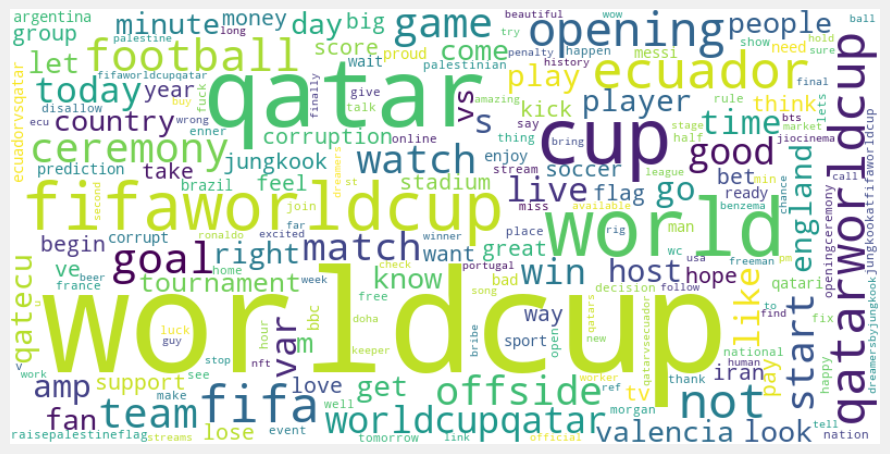 argentina
group
minute
money
day
big
beautiful
long
wow
try
game
opening
people
ball
hold
sure
let
football
palestine
score
come
proud
palestinian
penalty
happen
messi
show
need
fifaworldcupqatar
wait
history
final
today
year
fuck
finally
give
talk
buy
qatar
vs
amazing
play
ecuador
lets
disallow
ecu
wrong
country
enner
corruption
online
s
kick
player
rule
think
ecuadorvsqatar
ceremony
prediction
take
jungkook
watch
thing
say
enjoy
cup
stage
half
time
bts
market
jiocinema
brazil
feel
dreamers
st
stadium
stream
soccer
bring
league
good
min
call
second
join
live
miss
flag
go
bet
ready
chance
benzema
england
qatarworldcup
fifaworldcup
available
rig
man
begin
corrupt
ronaldo
far
excited
winner
place
world
wc
usa
freeman
pm
openingceremony
jungkookatfifaworldcup
dreamersbyjungkook
goal
right
match
want
great
ve
home
week
check
portugal
win
host
hope
follow
find
to
qatari
qatecu
france
beer
tournament
know
bad
song
decision
like
start
fix
u
luck
guy
hour
var
free
doha
way
qatars
iran
human
happy
worldcup
m
bbc
keeper
bribe
sport
open
new
qatarvsecuador
national
v
work
stop
nft
see
amp
make
support
love
well
get
offside
tv
worker
ref
thank
pay
fan
team
fifa
worldcupqatar
not
morgan
tell
raisepalestineflag
streams
lose
event
tomorrow
link
official
valencia
look
nation